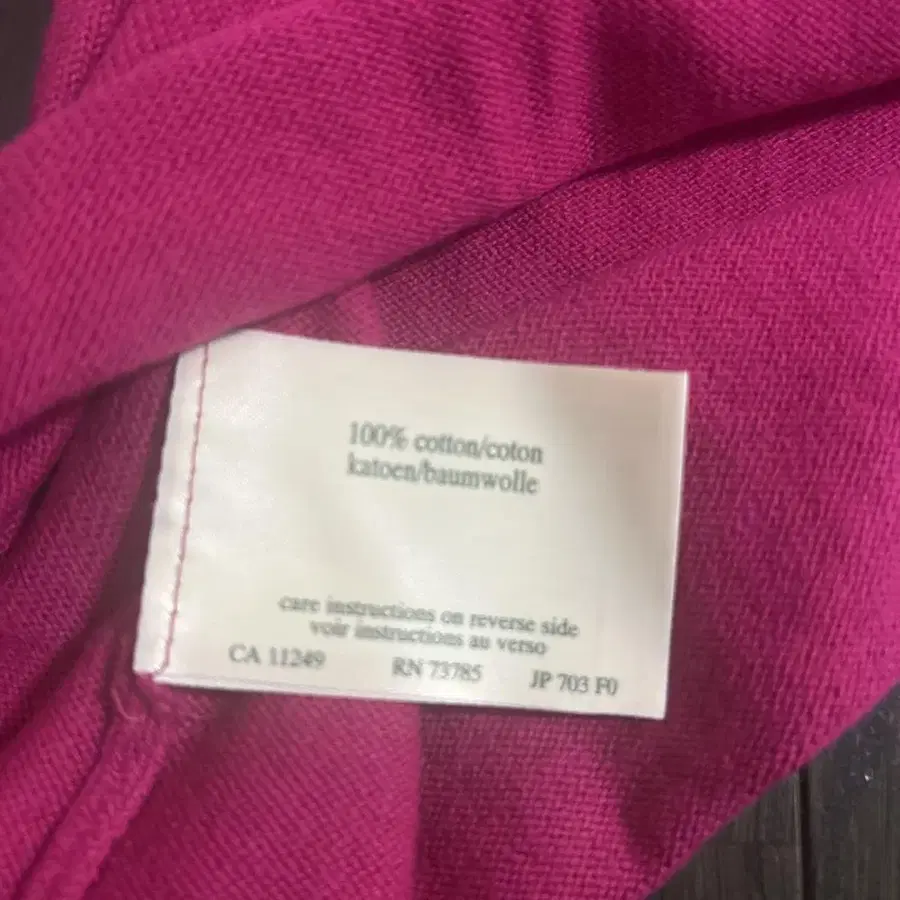 100% cotton/coton
katoen/baumwolle
care instructions on reverse side
voir instructions au verso
CA 11249 RN 73785 JP 703 F0